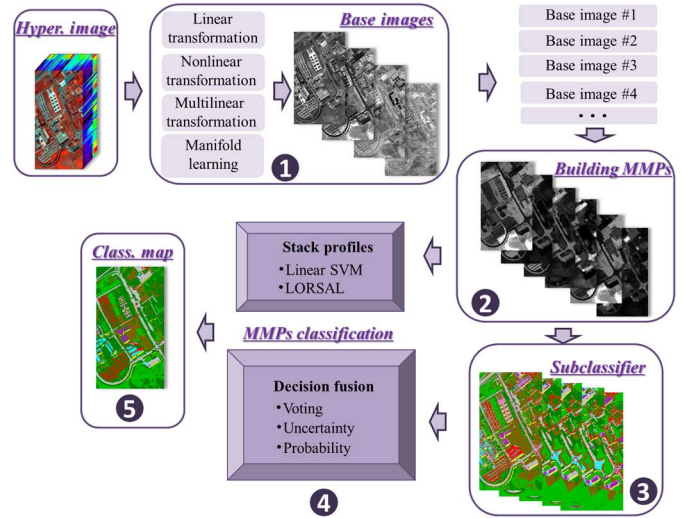 Hyper. image
Linear
transformation
Nonlinear
transformation
Multilinear
transformation
Manifold
learning
Base images
1
Base image #1
Base image #2
Base image #3
Base image #4
• • •
Building MMPs
2
Stack profiles
•Linear SVM
•LORSAL
MMPs classification
Decision fusion
•Voting
•Uncertainty
•Probability
4
Subclassifier
3
Class. map
5